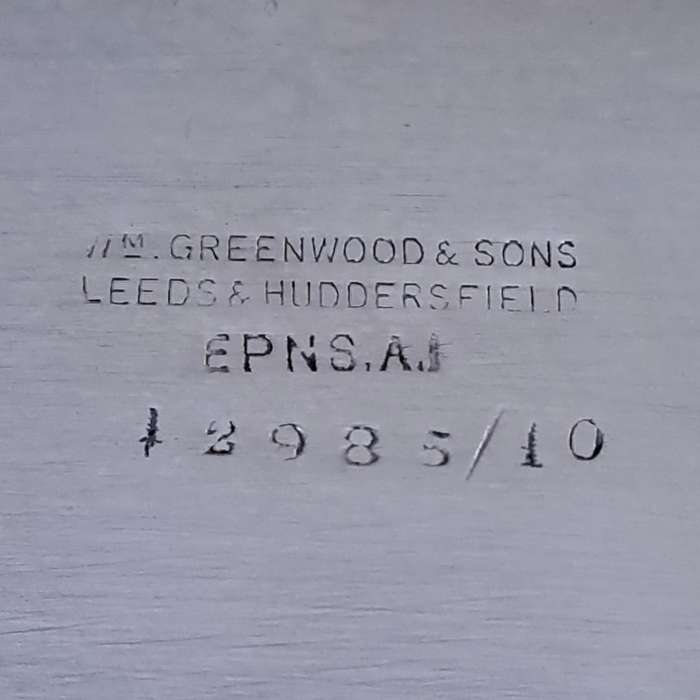 WM. GREENWOOD & SONS
LEEDS & HUDDERSFIELD
EPNS.A.1
12985/10